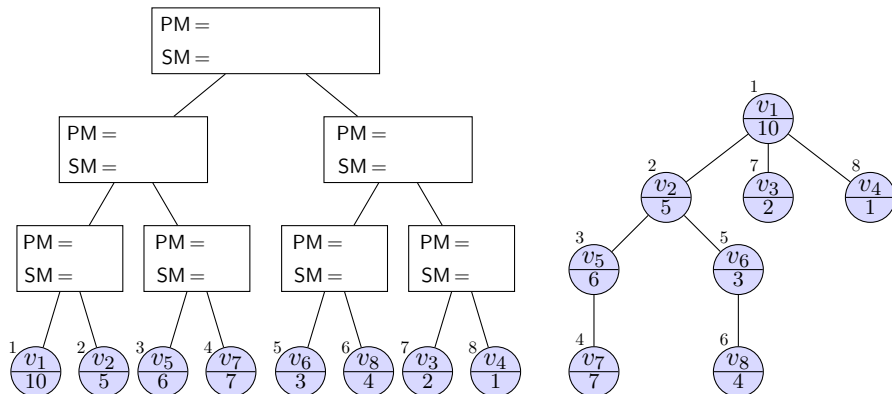 PM =
SM =
1
v1
10
PM =
SM =
PM =
SM =
2
v2
5
7
v3
2
8
v4
1
PM =
SM =
PM =
SM =
PM =
SM =
PM =
SM =
3
v5
6
5
v6
3
1
v1
10
2
v2
5
3
v5
6
4
v7
7
5
v6
3
6
v8
4
7
v3
2
8
v4
1
4
v7
7
6
v8
4